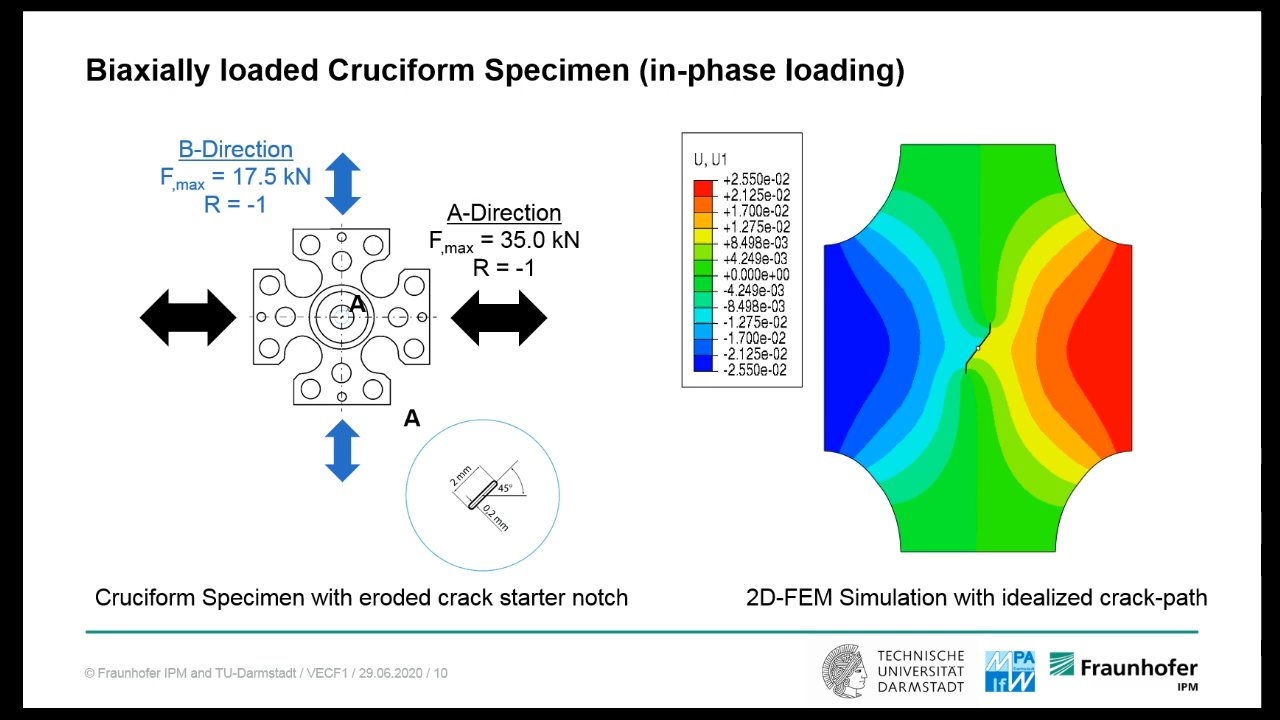 Biaxially loaded Cruciform Specimen (in-phase loading)
B-Direction
F,max = 17.5 kN
R = -1
A-Direction
F,max = 35.0 kN
R = -1
A
A
2 mm
45°
0,2 mm
Cruciform Specimen with eroded crack starter notch
U, U1
+2.550e-02
+2.125e-02
+1.700e-02
+1.275e-02
+8.498e-03
+4.249e-03
+0.000e+00
-4.249e-03
-8.498e-03
-1.275e-02
-1.700e-02
-2.125e-02
-2.550e-02
2D-FEM Simulation with idealized crack-path
© Fraunhofer IPM and TU-Darmstadt / VECF1 / 29.06.2020 / 10
TECHNISCHE
UNIVERSITÄT
DARMSTADT
MPA
Darmstadt
IfW
Fraunhofer
IPM